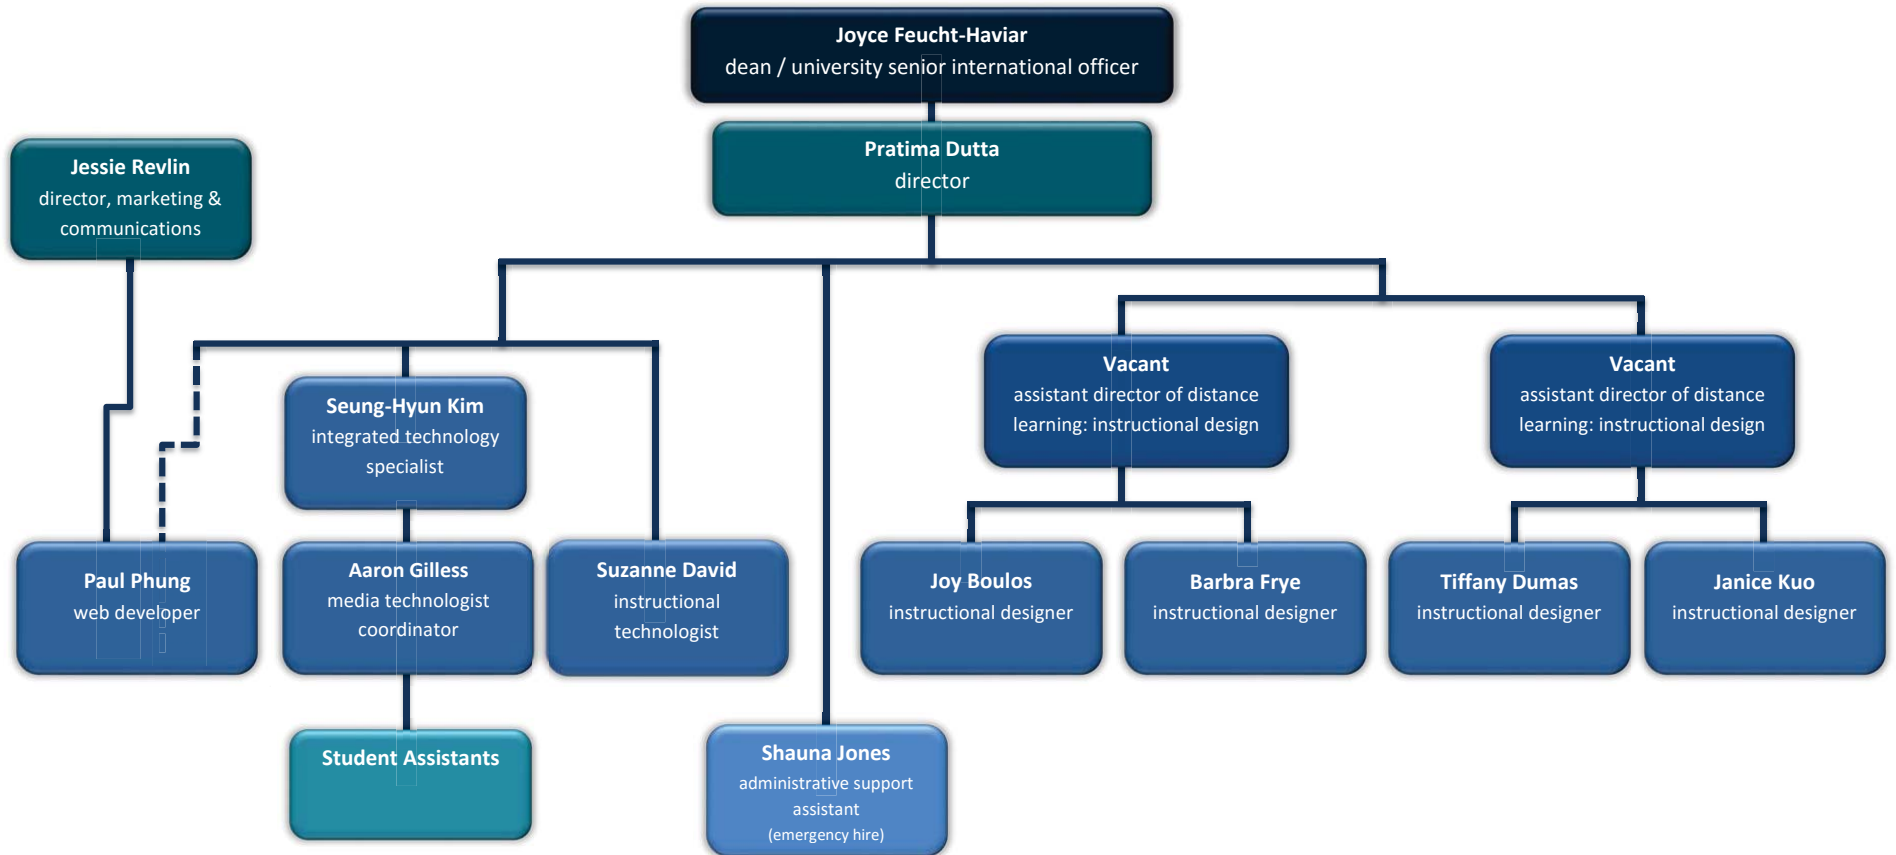 Joyce Feucht-Haviar
dean / university senior international officer
Pratima Dutta
director
Jessie Revlin
director, marketing &
communications
Vacant
assistant director of distance
learning: instructional design
Vacant
assistant director of distance
learning: instructional design
Seung-Hyun Kim
integrated technology
specialist
Paul Phung
web developer
Aaron Gilless
media technologist
coordinator
Suzanne David
instructional
technologist
Joy Boulos
instructional designer
Barbra Frye
instructional designer
Tiffany Dumas
instructional designer
Janice Kuo
instructional designer
Student Assistants
Shauna Jones
administrative support
assistant
(emergency hire)